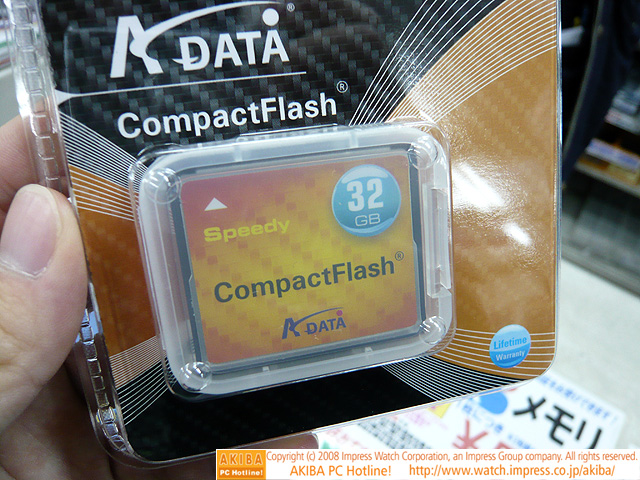 A DATA®
CompactFlash®
32
GB
Speedy
CompactFlash®
A DATA
Lifetime
Warranty
メモリ
AKIBA
PC Hotline!
Copyright (c) 2008 Impress Watch Corporation, an Impress Group company. All rights reserved.
AKIBA PC Hotline! http://www.watch.impress.co.jp/akiba/